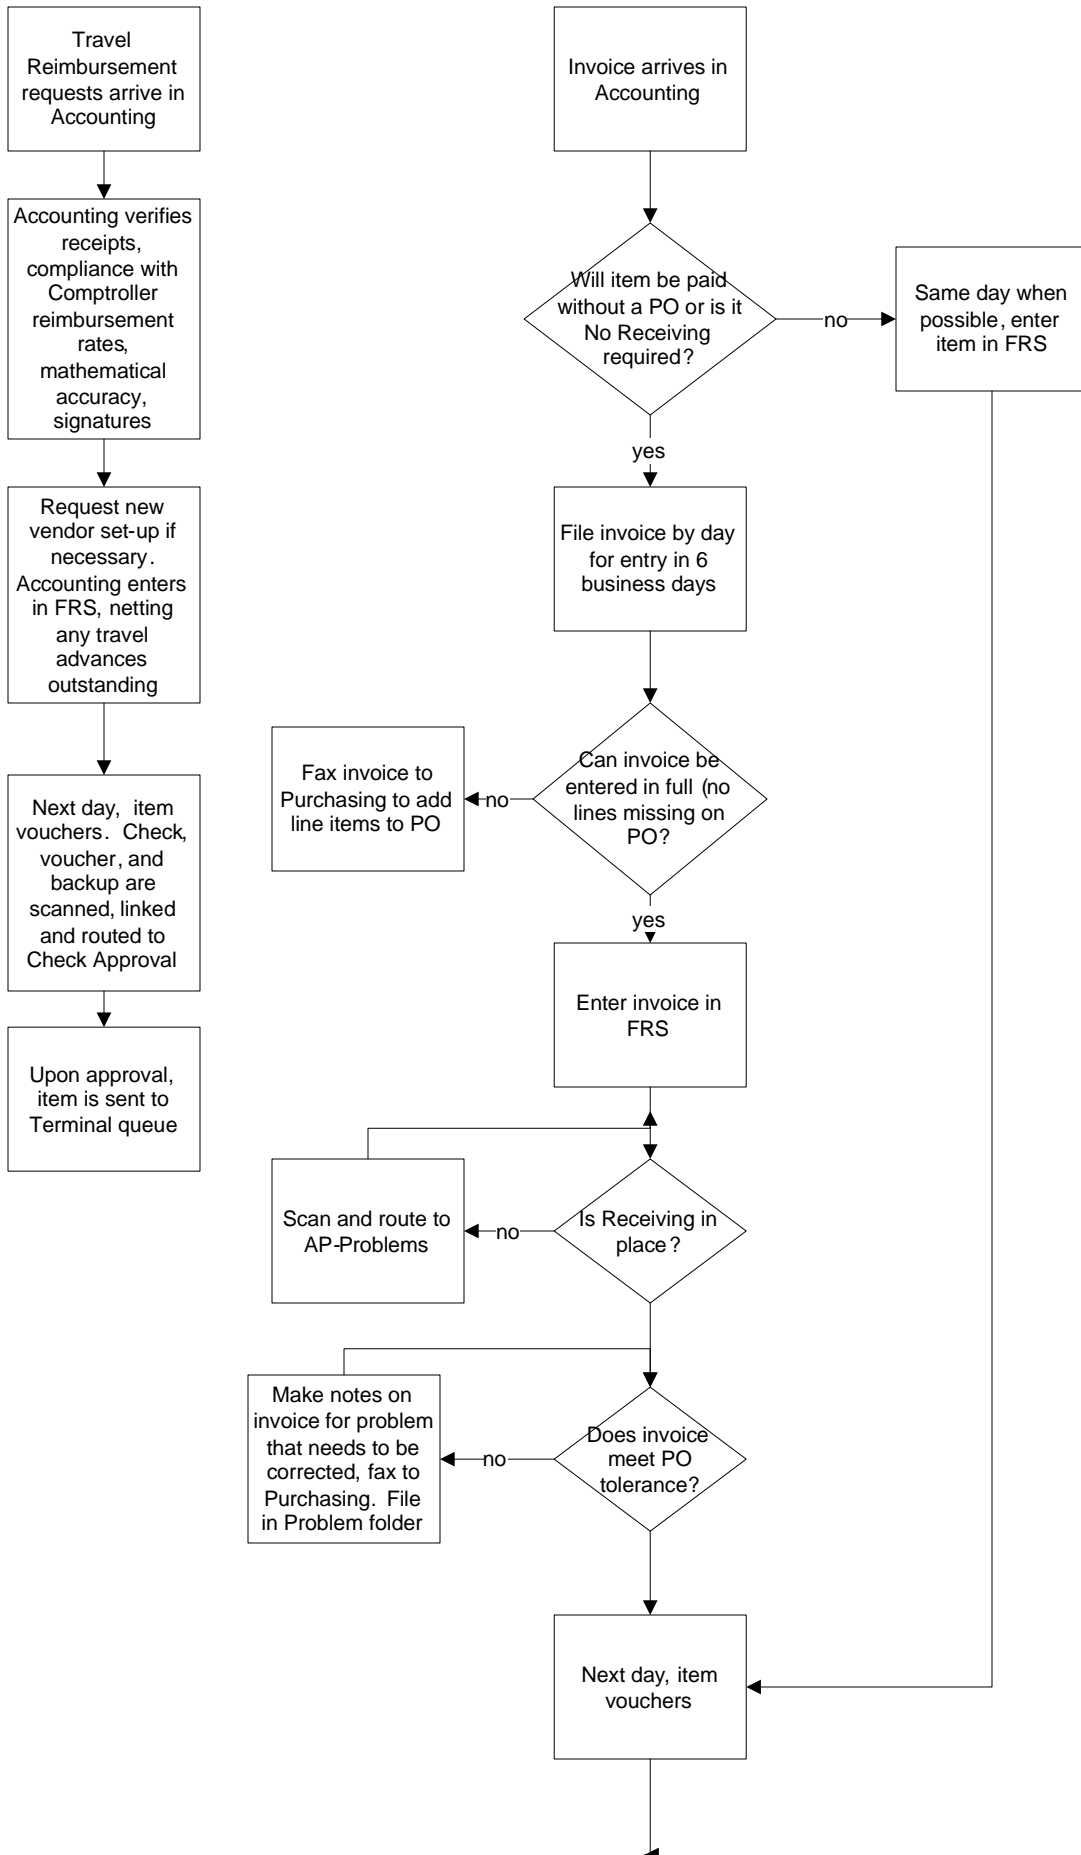 Travel
Reimbursement
requests arrive in
Accounting
Accounting verifies
receipts,
compliance with
Comptroller
reimbursement
rates,
mathematical
accuracy,
signatures
Request new
vendor set-up if
necessary.
Accounting enters
in FRS, netting
any travel
advances
outstanding
Next day, item
vouchers. Check,
voucher, and
backup are
scanned, linked
and routed to
Check Approval
Upon approval,
item is sent to
Terminal queue
Invoice arrives in
Accounting
Will item be paid
without a PO or is it
No Receiving
required?
no
Same day when
possible, enter
item in FRS
yes
File invoice by day
for entry in 6
business days
Can invoice be
entered in full (no
lines missing on
PO?
no
Fax invoice to
Purchasing to add
line items to PO
yes
Enter invoice in
FRS
Is Receiving in
place?
no
Scan and route to
AP-Problems
Does invoice
meet PO
tolerance?
no
Make notes on
invoice for problem
that needs to be
corrected, fax to
Purchasing. File
in Problem folder
Next day, item
vouchers